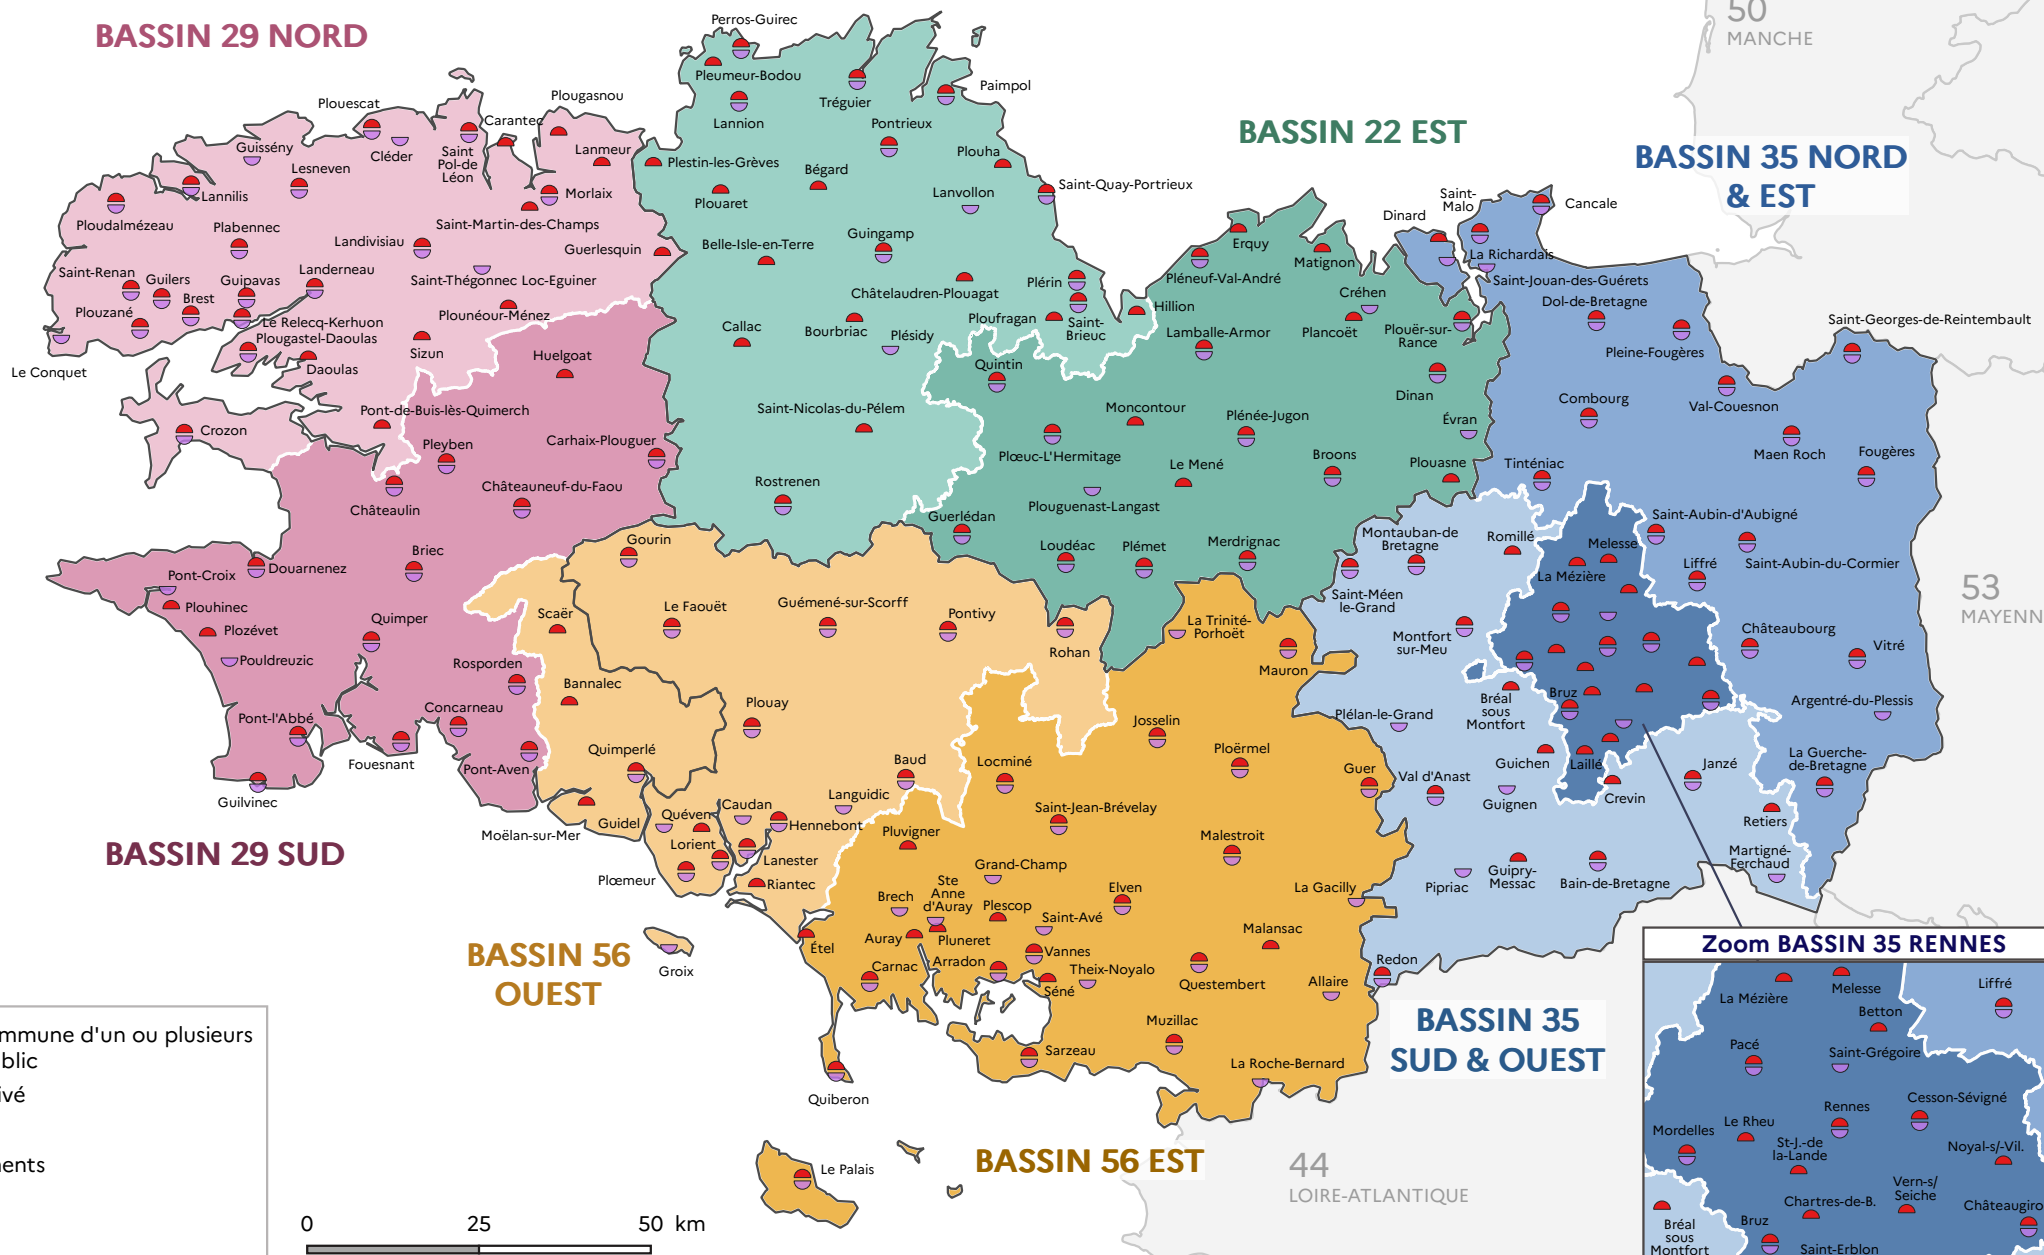 BASSIN 29 NORD
Perros-Guirec
Pleumeur-Bodou
Lannion
Tréguier
Paimpol
Pontrieux
Plestin-les-Grèves
Bégard
Plouha
Plouaret
Lanvollon
Saint-Quay-Portrieux
Belle-Isle-en-Terre
Guingamp
Châtelaudren-Plouagat
Plérin
Ploufragan
Saint-
Brieuc
Hillion
Callac
Bourbriac
Plésidy
Saint-Nicolas-du-Pélem
Rostrenen
Plouescat
Plougasnou
Carantec
Guissény
Cléder
Saint
Pol-de
Léon
Lanmeur
Lesneven
Lannilis
Morlaix
Ploudalmézeau
Plabennec
Saint-Martin-des-Champs
Landivisiau
Guerlesquin
Saint-Renan
Guilers
Guipavas
Landerneau
Saint-Thégonnec Loc-Eguiner
Brest
Plouzané
Le Relecq-Kerhuon
Plounéour-Ménez
Plougastel-Daoulas
Sizun
Le Conquet
Daoulas
Pont-de-Buis-lès-Quimerch
Crozon
BASSIN 22 EST
Erquy
Matignon
Pléneuf-Val-André
Créhen
Lamballe-Armor
Plancoët
Plouër-sur-
Rance
Quintin
Dinan
Moncontour
Plénée-Jugon
Évran
Plœuc-L'Hermitage
Le Mené
Broons
Plouasne
Plouguenast-Langast
Guerlédan
Loudéac
Plémet
Merdrignac
50
MANCHE
BASSIN 35 NORD
& EST
Saint-
Malo
Dinard
Cancale
La Richardais
Saint-Jouan-des-Guérets
Dol-de-Bretagne
Saint-Georges-de-Reintembault
Pleine-Fougères
Combourg
Val-Couesnon
Maen Roch
Fougères
Tinténiac
Saint-Aubin-d'Aubigné
Saint-Aubin-du-Cormier
Liffré
Châteaubourg
Vitré
Argentré-du-Plessis
La Guerche-
de-Bretagne
53
MAYENN
Huelgoat
Pleyben
Carhaix-Plouguer
Châteaulin
Châteauneuf-du-Faou
Briec
Pont-Croix
Douarnenez
Plouhinec
Plozévet
Quimper
Pouldreuzic
Rosporden
Pont-l'Abbé
Concarneau
Fouesnant
Pont-Aven
Guilvinec
BASSIN 29 SUD
Gourin
Scaër
Le Faouët
Guémené-sur-Scorff
Pontivy
Rohan
Bannalec
Plouay
Quimperlé
Baud
Languidic
Caudan
Moëlan-sur-Mer
Guidel
Quéven
Hennebont
Lorient
Lanester
Plœmeur
Riantec
Groix
BASSIN 56
OUEST
La Trinité-
Porhoët
Mauron
Josselin
Ploërmel
Locminé
Guer
Saint-Jean-Brévelay
Pluvigner
Malestroit
Grand-Champ
Brech
Ste
Anne
d'Auray
Plescop
Elven
La Gacilly
Saint-Avé
Auray
Pluneret
Malansac
Étel
Vannes
Carnac
Arradon
Theix-Noyalo
Séné
Questembert
Allaire
Muzillac
Sarzeau
La Roche-Bernard
Quiberon
Le Palais
BASSIN 56 EST
Montauban-de
Bretagne
Romillé
Saint-Méen
le-Grand
Montfort
sur-Meu
Melesse
La Mézière
Bruz
Bréal
sous
Montfort
Plélan-le-Grand
Guichen
Laillé
Janzé
Val d'Anast
Guignen
Crevin
Retiers
Martigné-
Ferchaud
Pipriac
Guipry-
Messac
Bain-de-Bretagne
Redon
BASSIN 35
SUD & OUEST
44
LOIRE-ATLANTIQUE
Zoom BASSIN 35 RENNES
La Mézière
Melesse
Liffré
Betton
Pacé
Saint-Grégoire
Rennes
Cesson-Sévigné
Mordelles
Le Rheu
St-J.-de
la-Lande
Noyal-s/-Vil.
Chartres-de-B.
Vern-s/
Seiche
Châteaugiro
Bréal
sous
Montfort
Bruz
Saint-Erblon
mmune d'un ou plusieurs
blic
ivé
ents
0 25 50 km